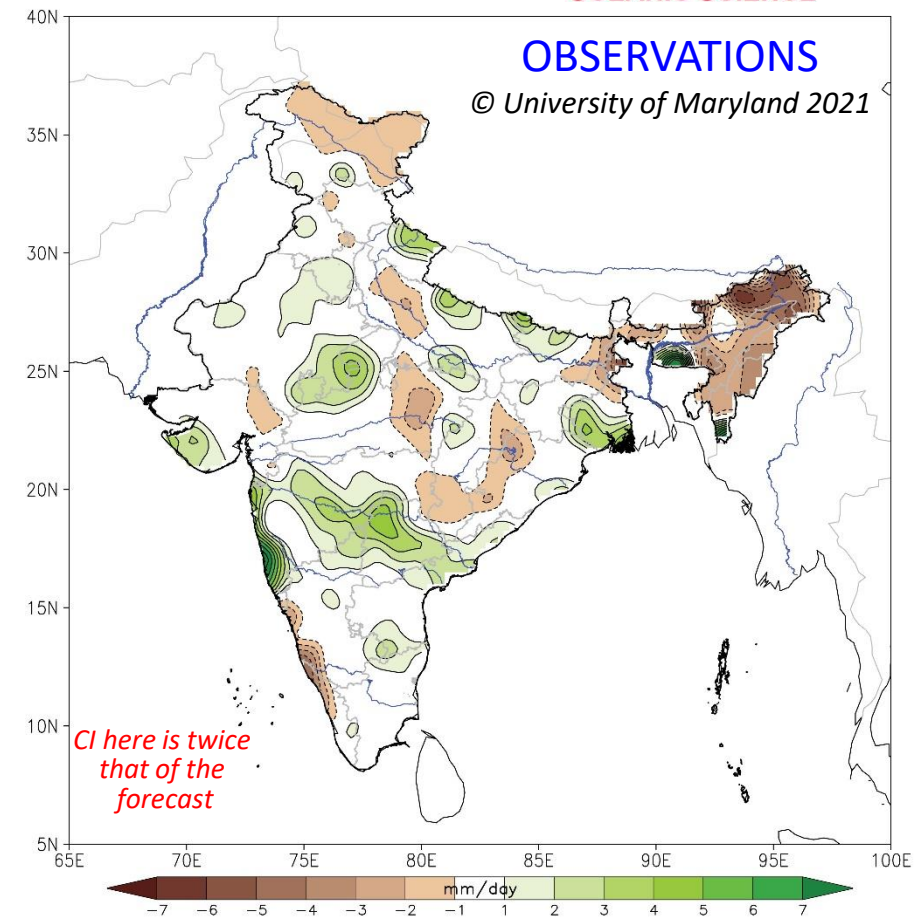 40N
OBSERVATIONS
© University of Maryland 2021
35N
30N
25N
20N
15N
10N
CI here is twice
that of the
forecast
5N
65E 70E 75E 80E 85E 90E 95E 100E
mm/day
-7 -6 -5 -4 -3 -2 -1 1 2 3 4 5 6 7